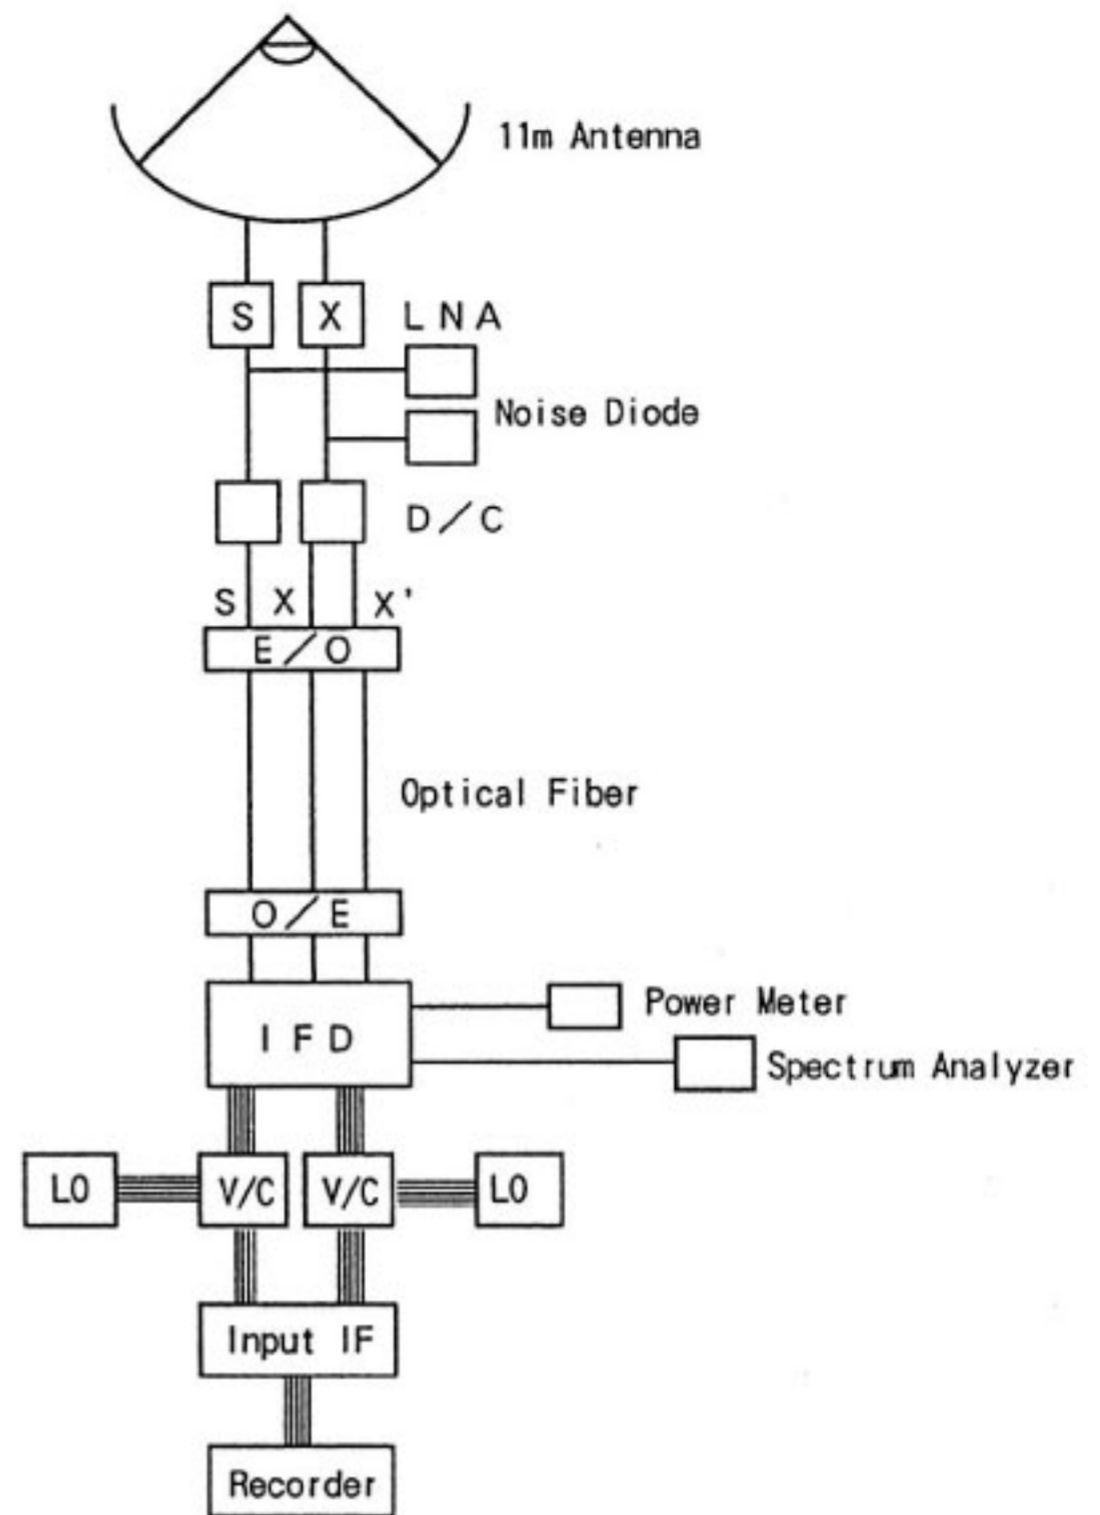 11m Antenna
S X LNA
Noise Diode
D/C
S X X'
E/O
Optical Fiber
O/E
IFD
Power Meter
Spectrum Analyzer
LO V/C V/C LO
Input IF
Recorder